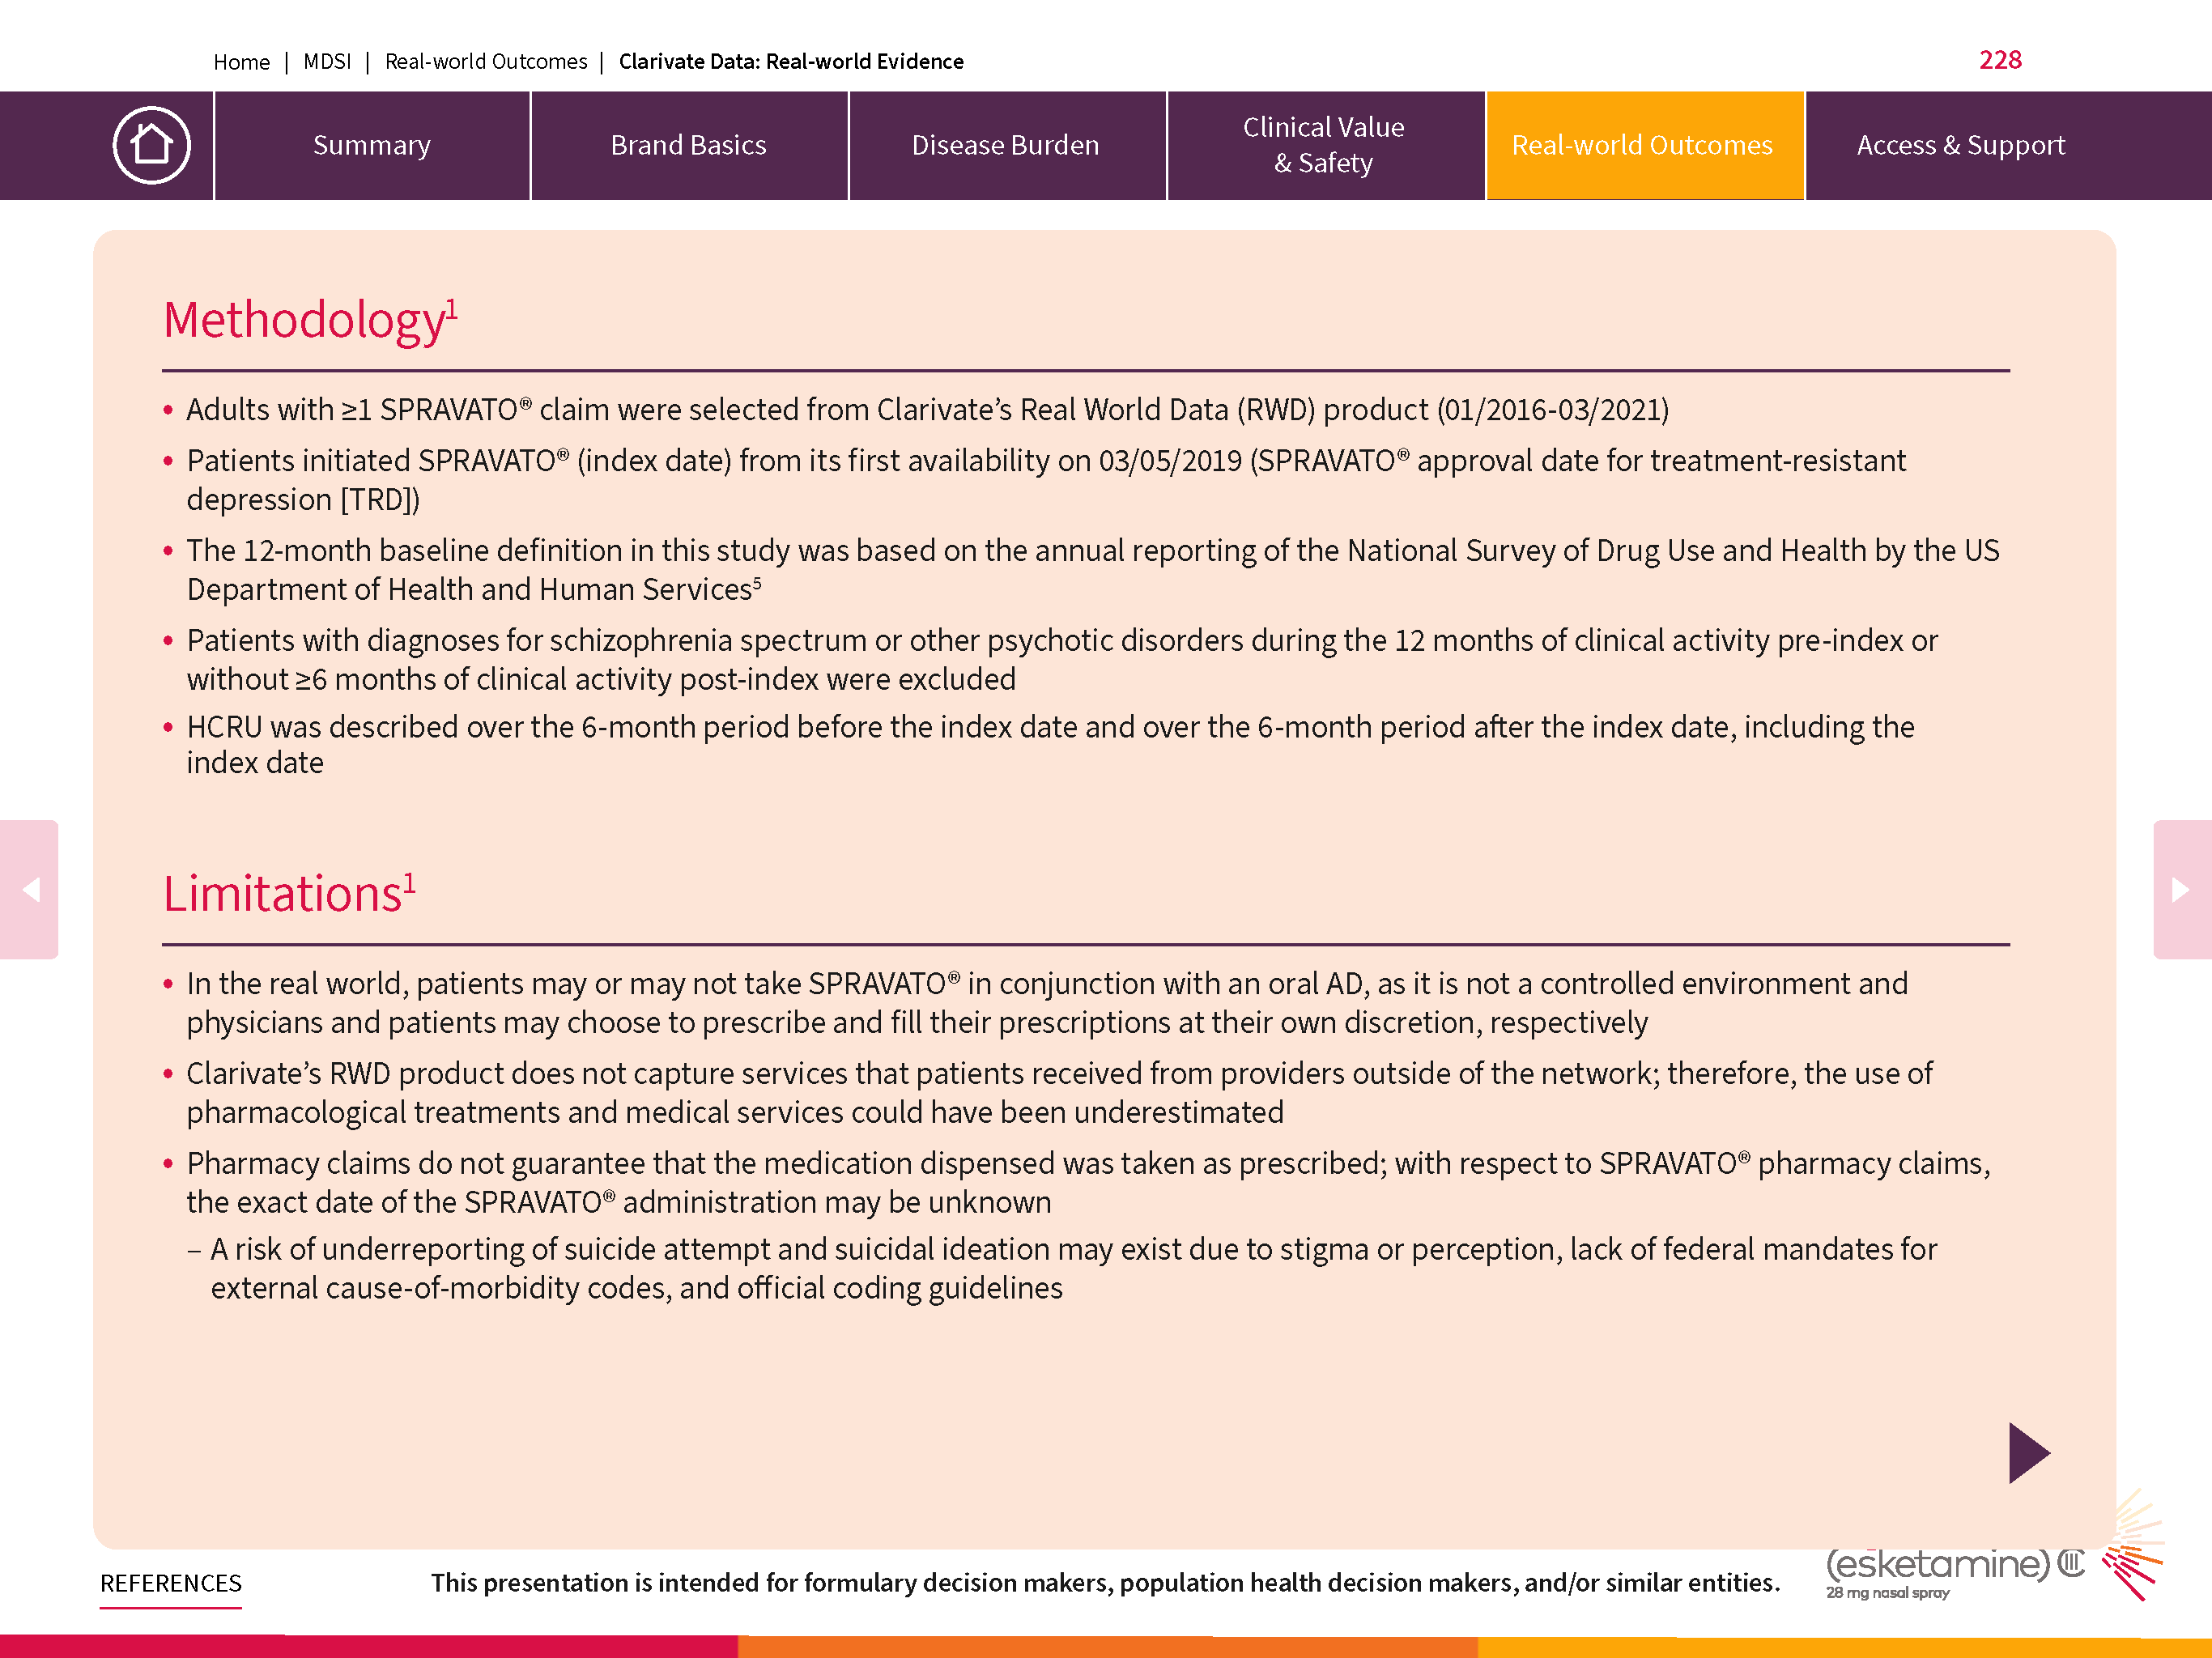 Home | MDSI | Real-world Outcomes | Clarivate Data: Real-world Evidence
228
Summary
Brand Basics
Disease Burden
Clinical Value
& Safety
Real-world Outcomes
Access & Support
Methodology¹
• Adults with ≥1 SPRAVATO® claim were selected from Clarivate’s Real World Data (RWD) product (01/2016-03/2021)
• Patients initiated SPRAVATO® (index date) from its first availability on 03/05/2019 (SPRAVATO® approval date for treatment-resistant
depression [TRD])
• The 12-month baseline definition in this study was based on the annual reporting of the National Survey of Drug Use and Health by the US
Department of Health and Human Services⁵
• Patients with diagnoses for schizophrenia spectrum or other psychotic disorders during the 12 months of clinical activity pre-index or
without ≥6 months of clinical activity post-index were excluded
• HCRU was described over the 6-month period before the index date and over the 6-month period after the index date, including the
index date
Limitations¹
• In the real world, patients may or may not take SPRAVATO® in conjunction with an oral AD, as it is not a controlled environment and
physicians and patients may choose to prescribe and fill their prescriptions at their own discretion, respectively
• Clarivate’s RWD product does not capture services that patients received from providers outside of the network; therefore, the use of
pharmacological treatments and medical services could have been underestimated
• Pharmacy claims do not guarantee that the medication dispensed was taken as prescribed; with respect to SPRAVATO® pharmacy claims,
the exact date of the SPRAVATO® administration may be unknown
– A risk of underreporting of suicide attempt and suicidal ideation may exist due to stigma or perception, lack of federal mandates for
external cause-of-morbidity codes, and official coding guidelines
REFERENCES
This presentation is intended for formulary decision makers, population health decision makers, and/or similar entities.
(esketamine) CIII
28 mg nasal spray